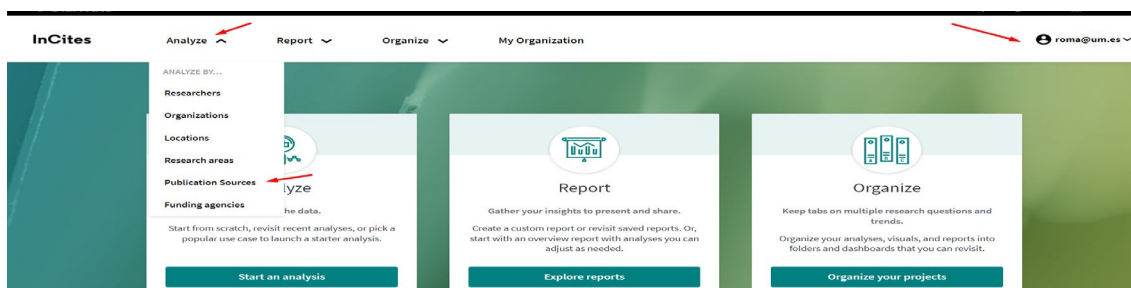 InCites
Analyze
Report
Organize
My Organization
roma@um.es
ANALYZE BY...
Researchers
Organizations
Locations
Research areas
Publication Sources
Funding agencies
lyze
he data.
Start from scratch, revisit recent analyses, or pick a
popular use case to launch a starter analysis.
Start an analysis
Report
Gather your insights to present and share.
Create a custom report or revisit saved reports. Or,
start with an overview report with analyses you can
adjust as needed.
Explore reports
Organize
Keep tabs on multiple research questions and
trends.
Organize your analyses, visuals, and reports into
folders and dashboards that you can revisit.
Organize your projects